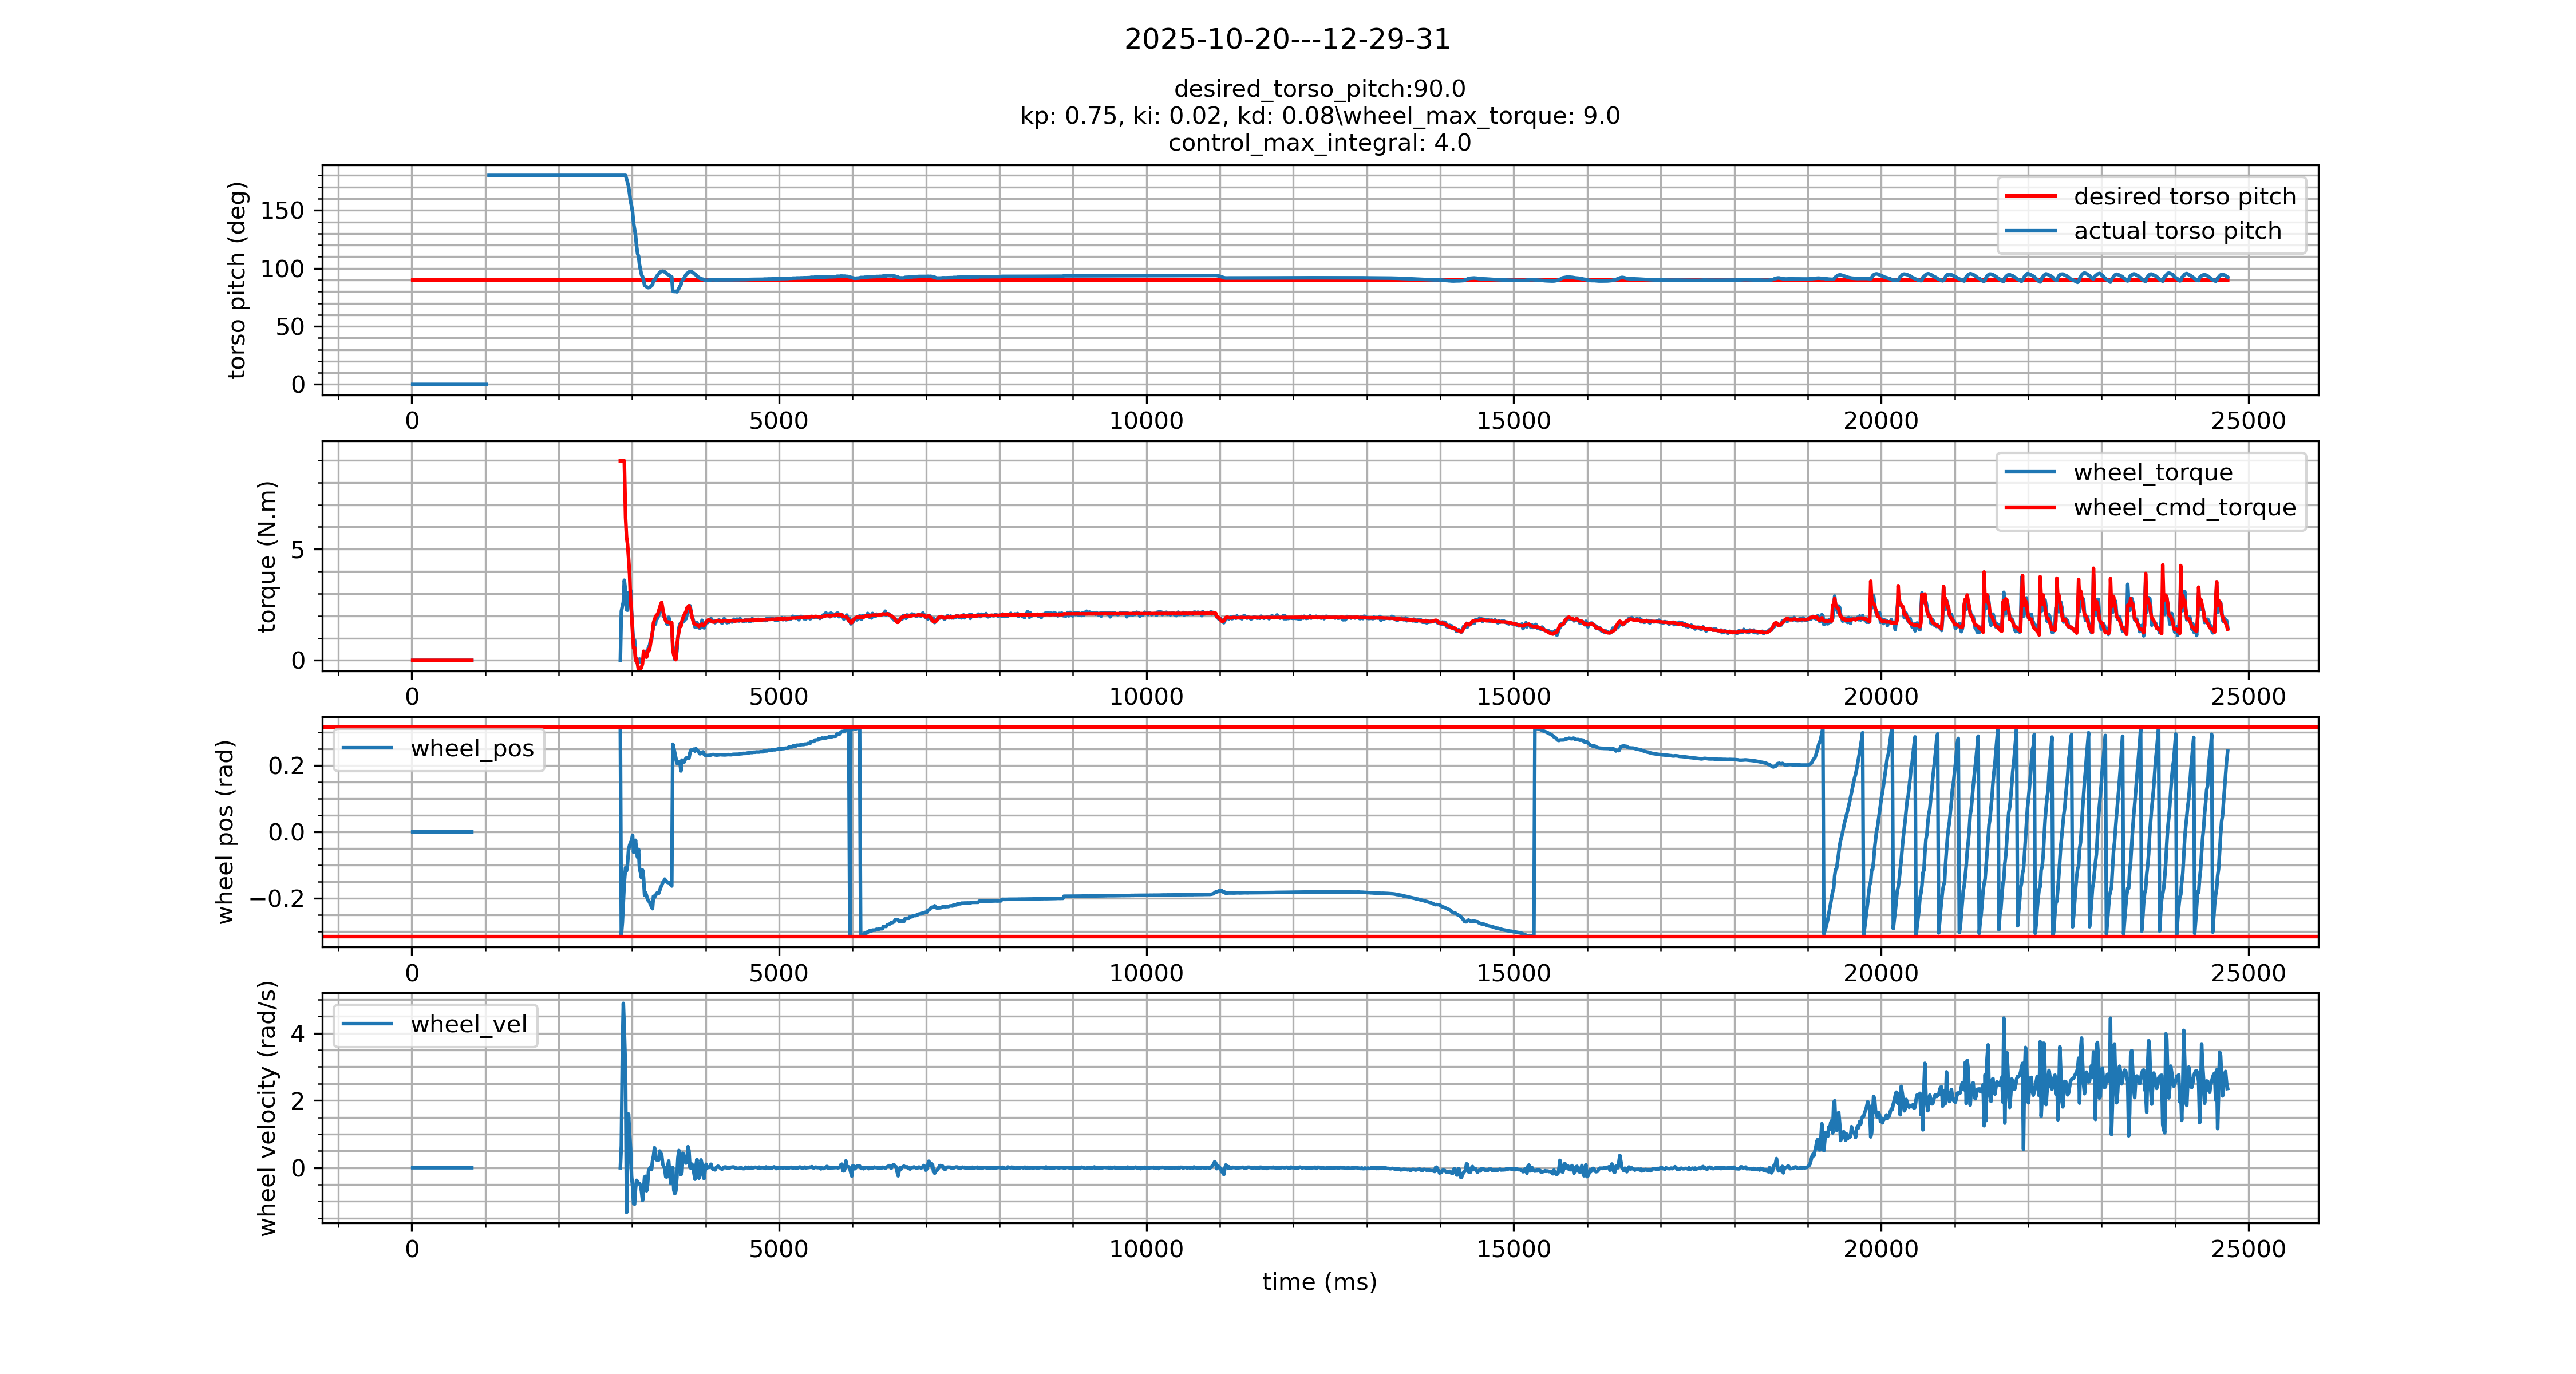 2025-10-20---12-29-31
desired_torso_pitch:90.0
kp: 0.75, ki: 0.02, kd: 0.08\wheel_max_torque: 9.0
control_max_integral: 4.0
torso pitch (deg)
150
100
50
0
desired torso pitch
actual torso pitch
0 5000 10000 15000 20000 25000
torque (N.m)
5
0
wheel_torque
wheel_cmd_torque
0 5000 10000 15000 20000 25000
wheel pos (rad)
0.2
0.0
−0.2
wheel_pos
0 5000 10000 15000 20000 25000
wheel velocity (rad/s)
4
2
0
wheel_vel
0 5000 10000 15000 20000 25000
time (ms)